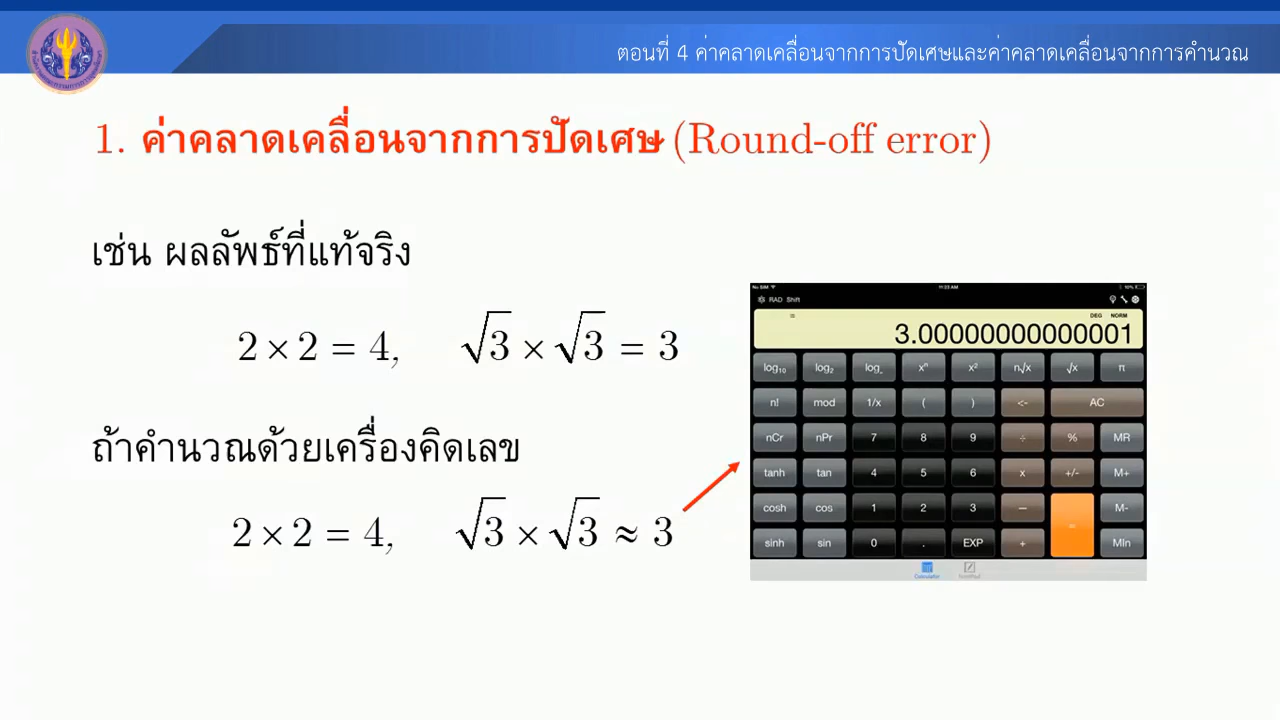 ตอนที่ 4 ค่าคลาดเคลื่อนจากการปัดเศษและค่าคลาดเคลื่อนจากการคำนวณ
1. ค่าคลาดเคลื่อนจากการปัดเศษ (Round-off error)
เช่น ผลลัพธ์ที่แท้จริง
2 × 2 = 4, √3 × √3 = 3
ถ้าคำนวณด้วยเครื่องคิดเลข
2 × 2 = 4, √3 × √3 ≈ 3
No SIM 11:23 AM 10%
RAD Shift
= DEG NORM
3.00000000000001
log10 log2 log xⁿ x² n√x √x π
n! mod 1/x ( ) <- AC
nCr nPr 7 8 9 ÷ % MR
tanh tan 4 5 6 x +/- M+
cosh cos 1 2 3 − = M-
sinh sin 0 . EXP + MIn
Calculator